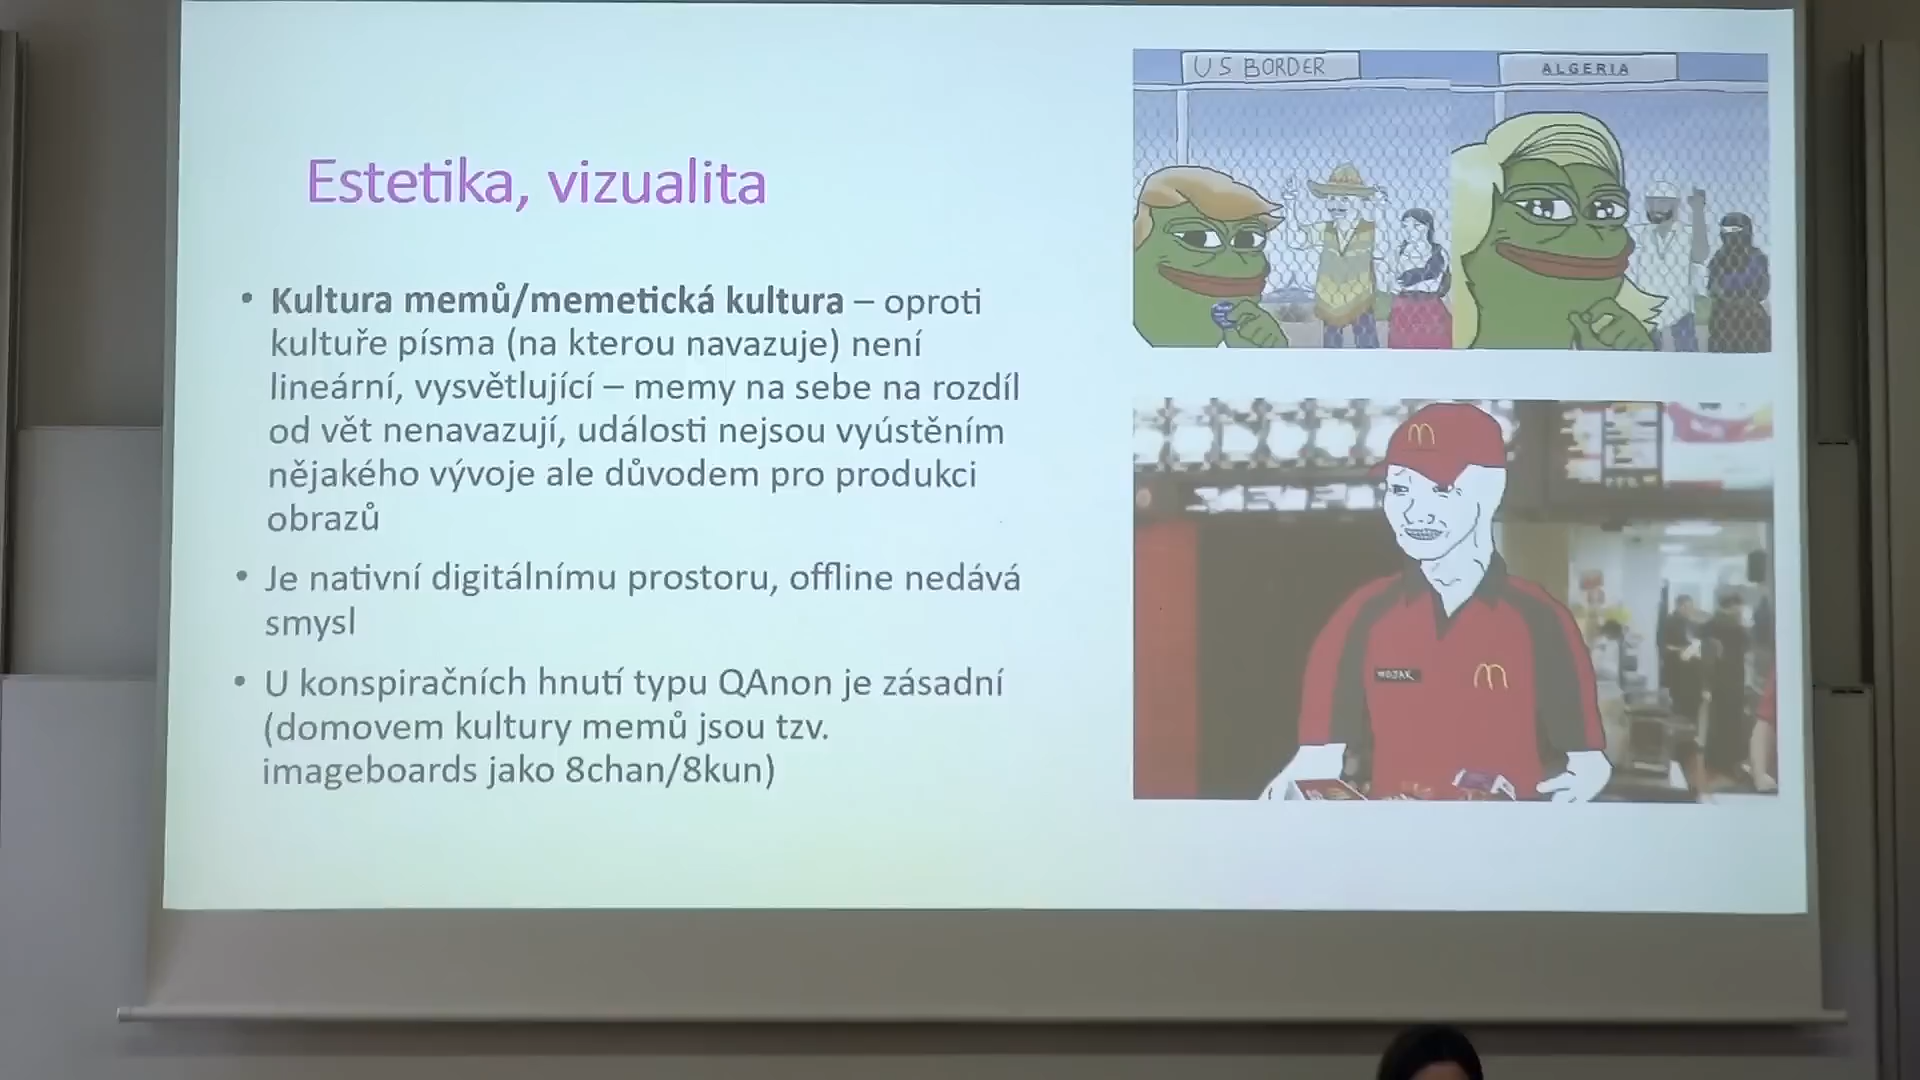 Estetika, vizualita
• Kultura memů/memetická kultura – oproti
kultuře písma (na kterou navazuje) není
lineární, vysvětlující – memy na sebe na rozdíl
od vět nenavazují, události nejsou vyústěním
nějakého vývoje ale důvodem pro produkci
obrazů
• Je nativní digitálnímu prostoru, offline nedává
smysl
• U konspiračních hnutí typu QAnon je zásadní
(domovem kultury memů jsou tzv.
imageboards jako 8chan/8kun)
US BORDER
ALGERIA
WOJAK